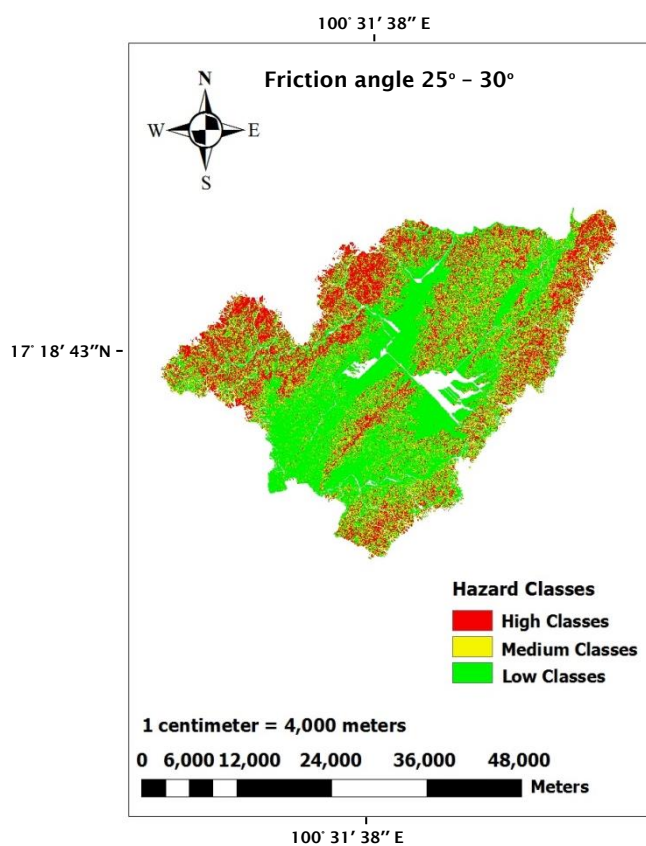 100° 31′ 38″ E
Friction angle 25° – 30°
N
W E
S
17° 18′ 43″N
Hazard Classes
High Classes
Medium Classes
Low Classes
1 centimeter = 4,000 meters
0 6,000 12,000 24,000 36,000 48,000
Meters
100° 31′ 38″ E